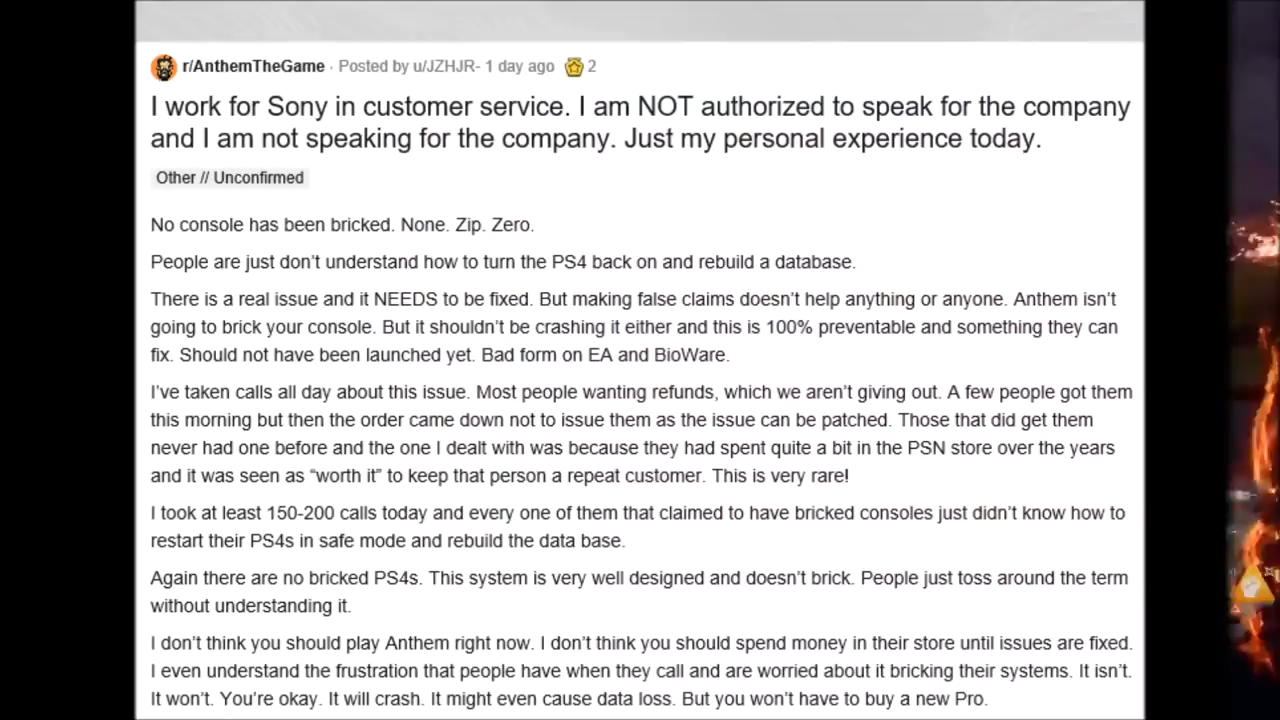 r/AnthemTheGame · Posted by u/JZHJR- 1 day ago 2
I work for Sony in customer service. I am NOT authorized to speak for the company
and I am not speaking for the company. Just my personal experience today.
Other // Unconfirmed
No console has been bricked. None. Zip. Zero.
People are just don’t understand how to turn the PS4 back on and rebuild a database.
There is a real issue and it NEEDS to be fixed. But making false claims doesn’t help anything or anyone. Anthem isn’t
going to brick your console. But it shouldn’t be crashing it either and this is 100% preventable and something they can
fix. Should not have been launched yet. Bad form on EA and BioWare.
I’ve taken calls all day about this issue. Most people wanting refunds, which we aren’t giving out. A few people got them
this morning but then the order came down not to issue them as the issue can be patched. Those that did get them
never had one before and the one I dealt with was because they had spent quite a bit in the PSN store over the years
and it was seen as “worth it” to keep that person a repeat customer. This is very rare!
I took at least 150-200 calls today and every one of them that claimed to have bricked consoles just didn’t know how to
restart their PS4s in safe mode and rebuild the data base.
Again there are no bricked PS4s. This system is very well designed and doesn’t brick. People just toss around the term
without understanding it.
I don’t think you should play Anthem right now. I don’t think you should spend money in their store until issues are fixed.
I even understand the frustration that people have when they call and are worried about it bricking their systems. It isn’t.
It won’t. You’re okay. It will crash. It might even cause data loss. But you won’t have to buy a new Pro.